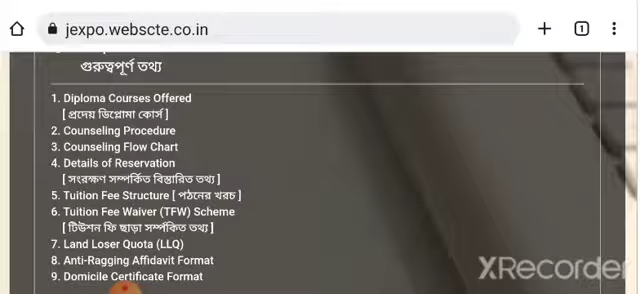 jexpo.webscte.co.in
1
গুরুত্বপূর্ণ তথ্য
1. Diploma Courses Offered
[ প্রদেয় ডিপ্লোমা কোর্স ]
2. Counseling Procedure
3. Counseling Flow Chart
4. Details of Reservation
[ সংরক্ষণ সম্পর্কিত বিস্তারিত তথ্য ]
5. Tuition Fee Structure [ পঠনের খরচ ]
6. Tuition Fee Waiver (TFW) Scheme
[ টিউশন ফি ছাড়া সম্পর্কিত তথ্য ]
7. Land Loser Quota (LLQ)
8. Anti-Ragging Affidavit Format
9. Domicile Certificate Format
XRecorder